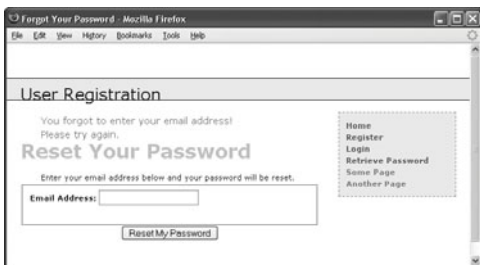 Forgot Your Password - Mozilla Firefox
File Edit View History Bookmarks Tools Help
User Registration
You forgot to enter your email address!
Please try again.
Reset Your Password
Enter your email address below and your password will be reset.
Email Address:
Reset My Password
Home
Register
Login
Retrieve Password
Some Page
Another Page